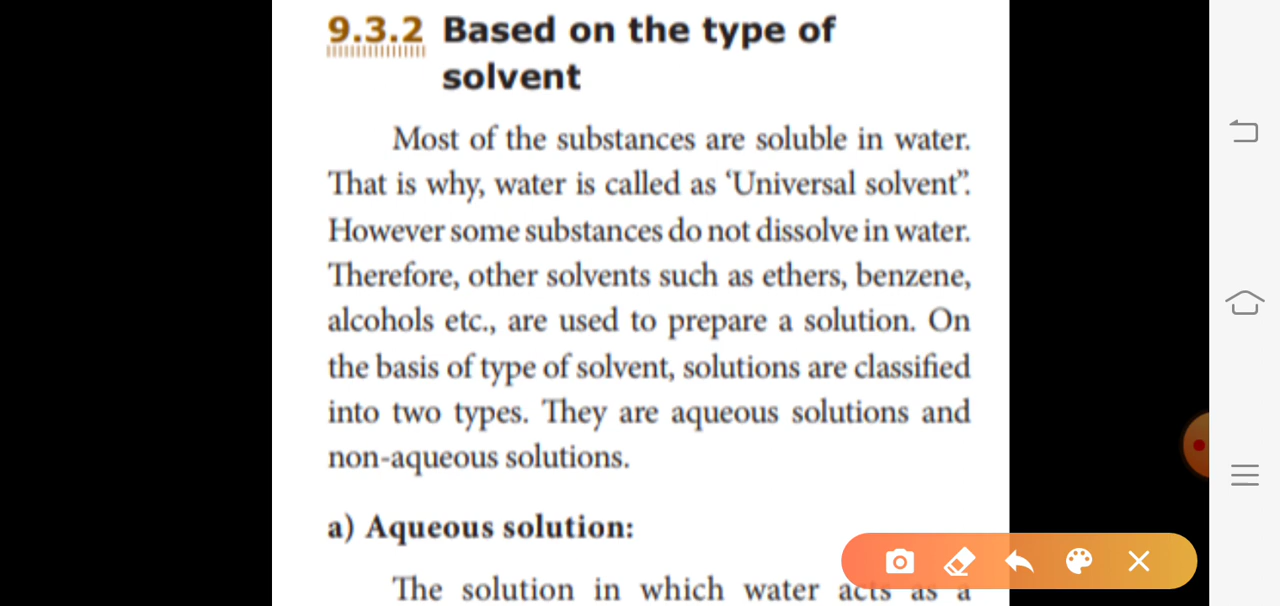 9.3.2 Based on the type of
solvent
Most of the substances are soluble in water.
That is why, water is called as ‘Universal solvent”.
However some substances do not dissolve in water.
Therefore, other solvents such as ethers, benzene,
alcohols etc., are used to prepare a solution. On
the basis of type of solvent, solutions are classified
into two types. They are aqueous solutions and
non-aqueous solutions.
a) Aqueous solution:
The solution in which water acts as a